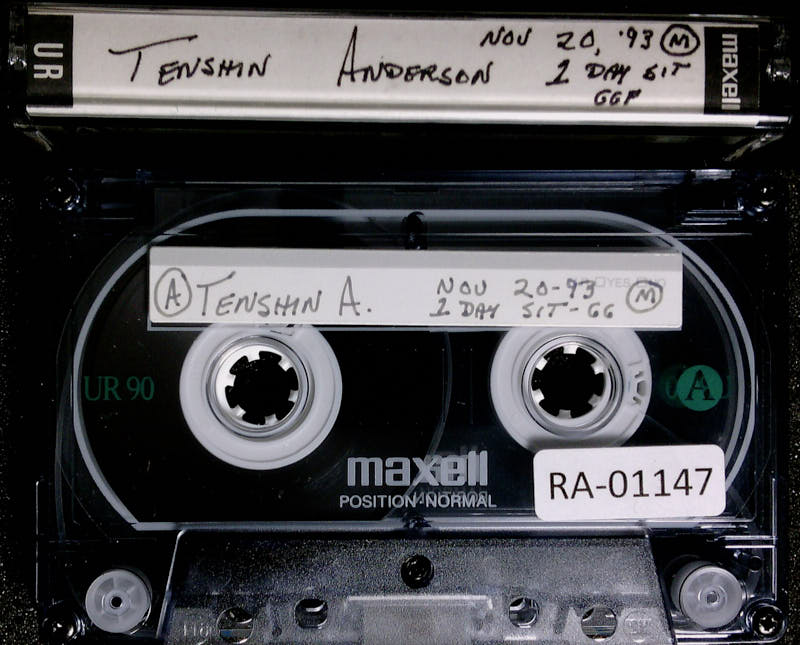 UR
TENSHIN ANDERSON
NOV 20, '93 M
1 DAY SIT
GGF
maxell
A TENSHIN A.
NOV 20-93 M
1 DAY SIT-GG
UR 90
A
maxell
POSITION·NORMAL
RA-01147